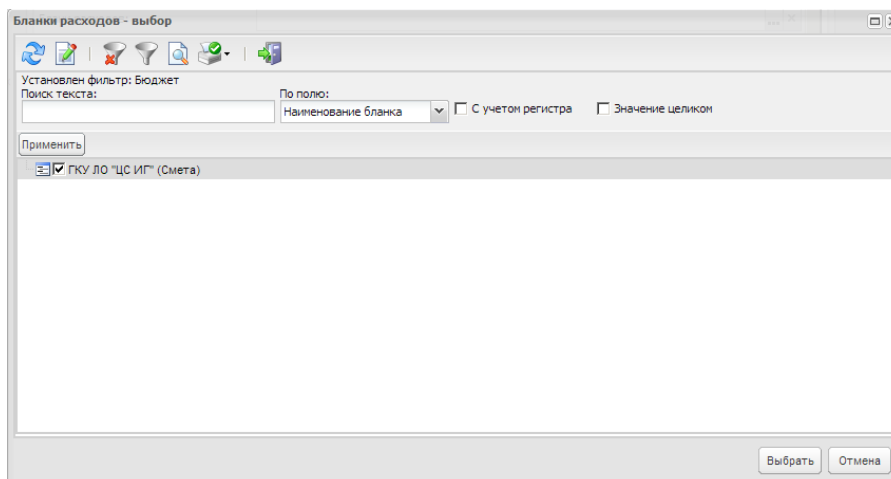 Бланки расходов - выбор
Установлен фильтр: Бюджет
Поиск текста:
По полю:
Наименование бланка
С учетом регистра
Значение целиком
Применить
ГКУ ЛО "ЦС ИГ" (Смета)
Выбрать
Отмена